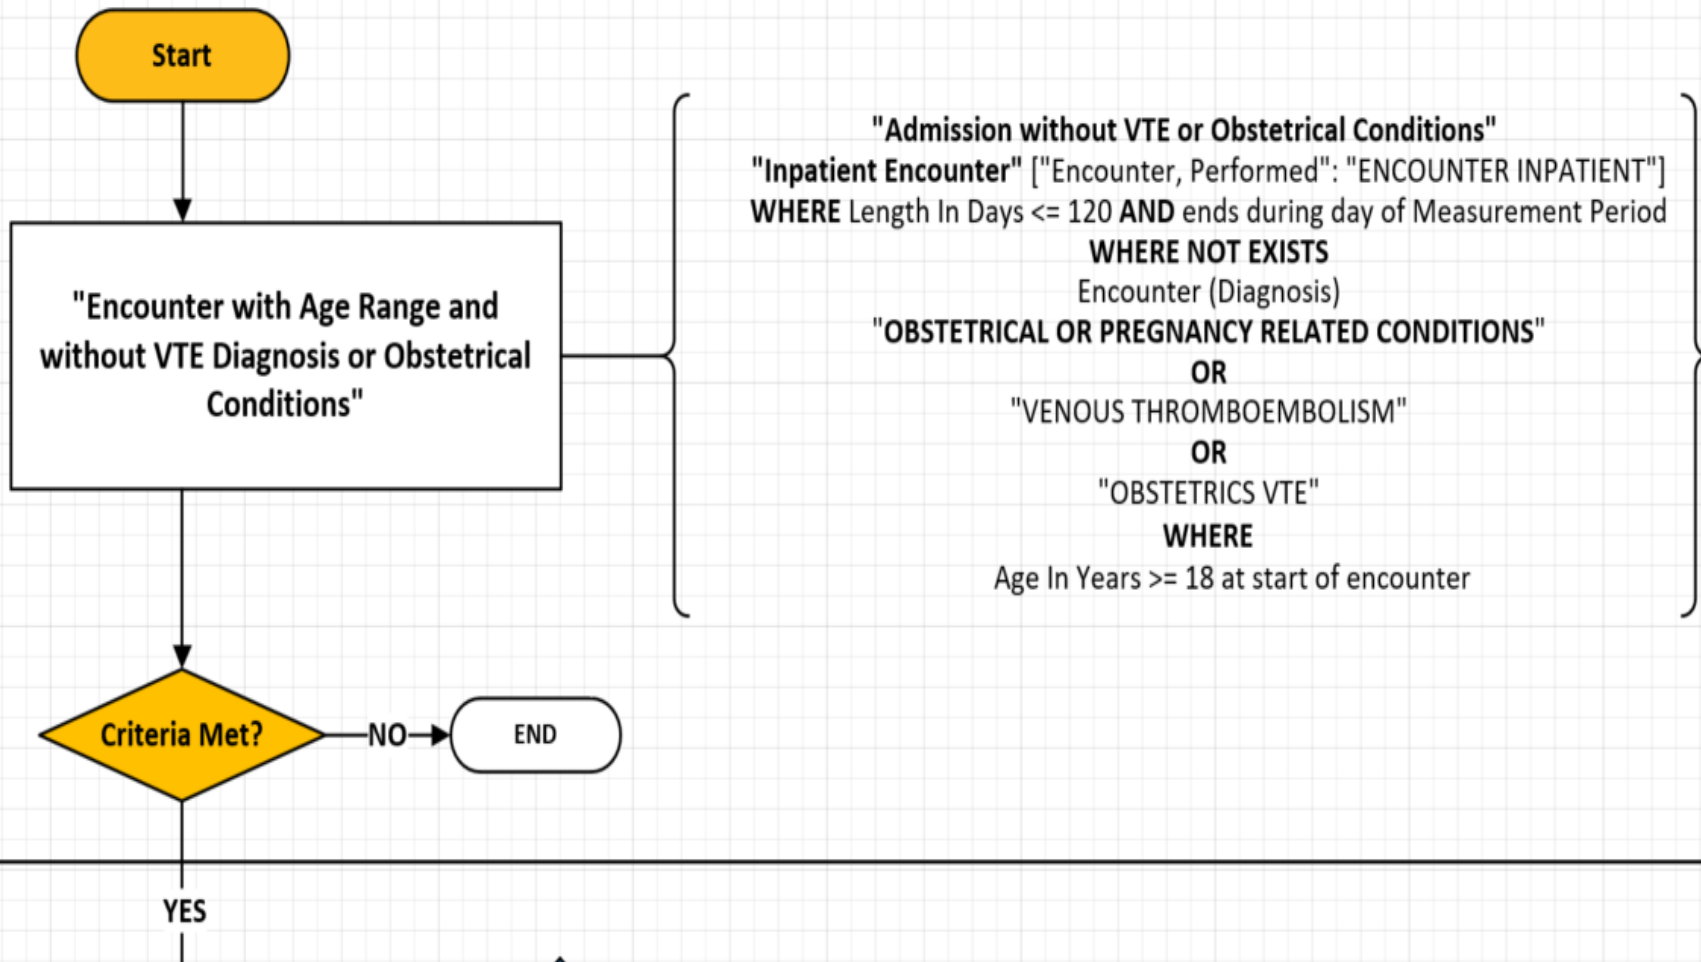 Start
"Encounter with Age Range and
without VTE Diagnosis or Obstetrical
Conditions"
"Admission without VTE or Obstetrical Conditions"
"Inpatient Encounter" ["Encounter, Performed": "ENCOUNTER INPATIENT"]
WHERE Length In Days <= 120 AND ends during day of Measurement Period
WHERE NOT EXISTS
Encounter (Diagnosis)
"OBSTETRICAL OR PREGNANCY RELATED CONDITIONS"
OR
"VENOUS THROMBOEMBOLISM"
OR
"OBSTETRICS VTE"
WHERE
Age In Years >= 18 at start of encounter
Criteria Met?
NO
END
YES